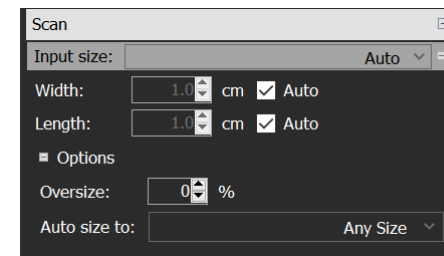 Scan
Input size: Auto
Width: 1.0 cm Auto
Length: 1.0 cm Auto
Options
Oversize: 0 %
Auto size to: Any Size